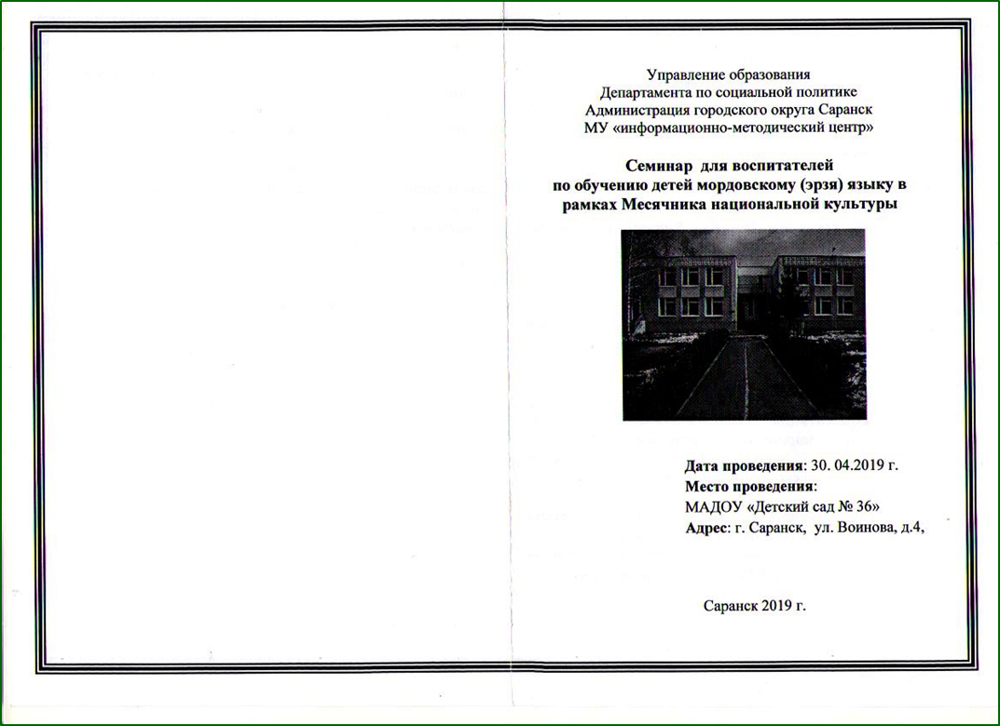 Управление образования
Департамента по социальной политике
Администрация городского округа Саранск
МУ «информационно-методический центр»
Семинар для воспитателей
по обучению детей мордовскому (эрзя) языку в
рамках Месячника национальной культуры
Дата проведения: 30. 04.2019 г.
Место проведения:
МАДОУ «Детский сад № 36»
Адрес: г. Саранск, ул. Воинова, д.4,
Саранск 2019 г.